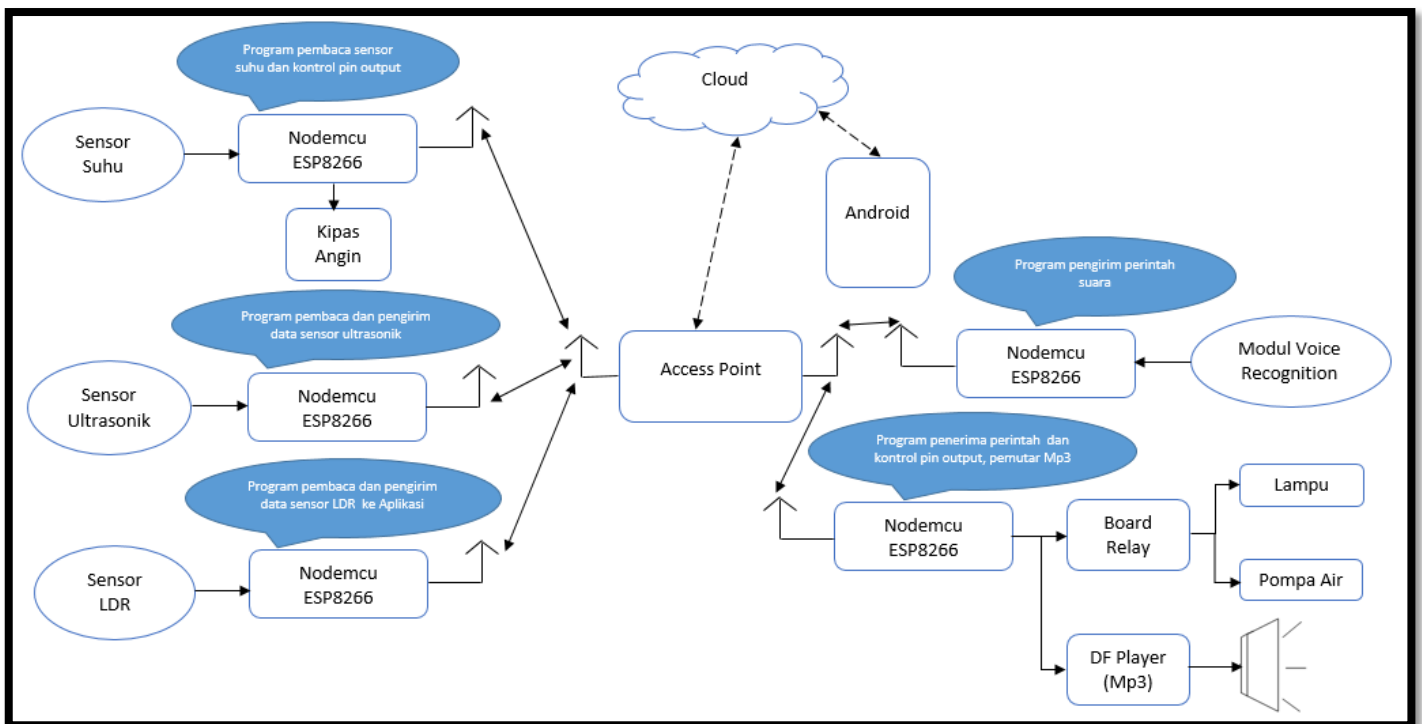 Program pembaca sensor
suhu dan kontrol pin output
Sensor
Suhu
Nodemcu
ESP8266
Kipas
Angin
Cloud
Android
Program pembaca dan pengirim
data sensor ultrasonik
Sensor
Ultrasonik
Nodemcu
ESP8266
Access Point
Program pengirim perintah
suara
Nodemcu
ESP8266
Modul Voice
Recognition
Program pembaca dan pengirim
data sensor LDR ke Aplikasi
Sensor
LDR
Nodemcu
ESP8266
Program penerima perintah dan
kontrol pin output, pemutar Mp3
Nodemcu
ESP8266
Board
Relay
Lampu
Pompa Air
DF Player
(Mp3)